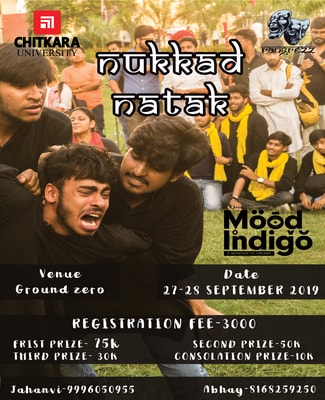 CHITKARA
UNIVERSITY
rangrezz
nukkad
natak
Mood
Indigo
Venue
Ground zero
Date
27-28 SEPTEMBER 2019
REGISTRATION FEE-3000
FRIST PRIZE- 75K
SECOND PRIZE-50K
THIRD PRIZE- 30K
CONSOLATION PRIZE-10K
Jahanvi-9996050955
Abhay-8168259250